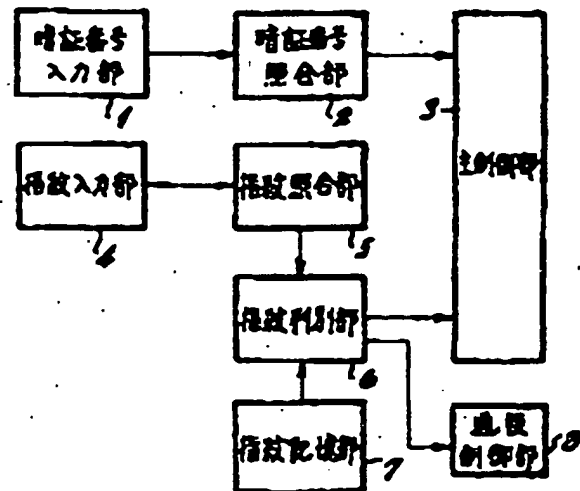 暗証番号
入力部
1
暗証番号
照合部
2
3
主制御部
指紋入力部
4
指紋照合部
5
指紋判別部
6
指紋記憶部
7
制御部
8